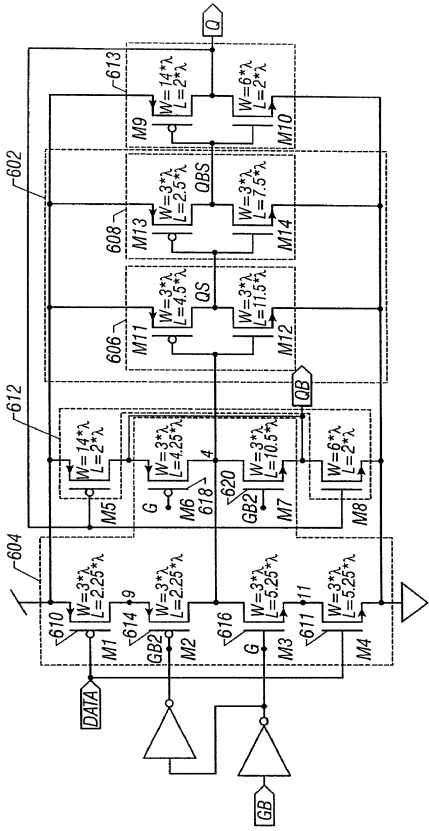 602
612
604
606
608
613
DATA
GB
GB2
G
610
614
616
611
M1
M2
M3
M4
W=3*λ
L=2.25*λ
9
W=3*λ
L=2.25*λ
W=3*λ
L=5.25*λ
11
W=3*λ
L=5.25*λ
M5
W=14*λ
L=2*λ
G
M6
618
W=3*λ
L=4.25*λ
4
620
GB2
M7
W=3*λ
L=10.5*λ
QB
M8
W=6*λ
L=2*λ
M11
W=3*λ
L=4.5*λ
QS
M12
W=3*λ
L=11.5*λ
M13
W=3*λ
L=2.5*λ
QBS
M14
W=3*λ
L=7.5*λ
M9
W=14*λ
L=2*λ
M10
W=6*λ
L=2*λ
Q